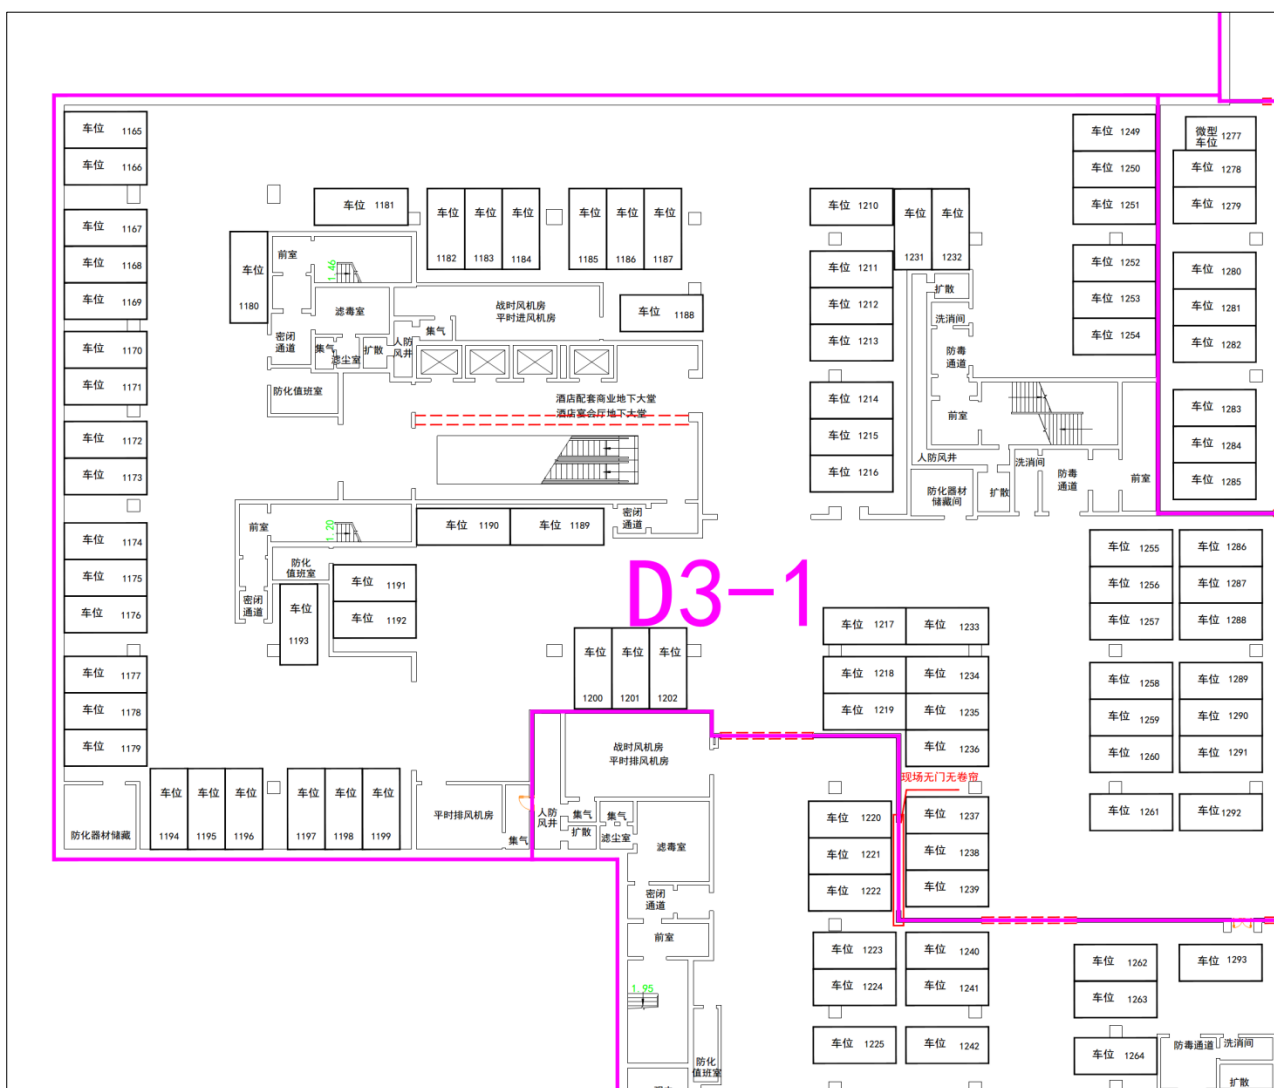 车位 1165
车位 1166
车位 1167
车位 1168
车位 1169
车位 1170
车位 1171
车位 1172
车位 1173
车位 1174
车位 1175
车位 1176
车位 1177
车位 1178
车位 1179
车位 1180
车位 1181
车位 1182
车位 1183
车位 1184
车位 1185
车位 1186
车位 1187
车位 1188
前室
1.46
滤毒室
战时风机房
平时进风机房
密闭
通道
集气
滤尘室
扩散
人防
风井
集气
防化值班室
酒店配套商业地下大堂
酒店宴会厅地下大堂
前室
1.20
防化
值班室
密闭
通道
密闭
通道
车位 1190
车位 1189
车位 1191
车位 1192
车位 1193
D3-1
车位 1200
车位 1201
车位 1202
防化器材储藏
车位 1194
车位 1195
车位 1196
车位 1197
车位 1198
车位 1199
平时排风机房
集气
人防
风井
战时风机房
平时排风机房
集气
扩散
集气
滤尘室
滤毒室
密闭
通道
前室
1.95
防化
值班室
车位 1210
车位 1211
车位 1212
车位 1213
车位 1214
车位 1215
车位 1216
车位 1231
车位 1232
扩散
洗消间
防毒
通道
前室
人防风井
防化器材
储藏间
扩散
洗消间
防毒
通道
前室
车位 1217
车位 1233
车位 1218
车位 1234
车位 1219
车位 1235
车位 1236
现场无门无卷帘
车位 1220
车位 1237
车位 1221
车位 1238
车位 1222
车位 1239
车位 1223
车位 1240
车位 1224
车位 1241
车位 1225
车位 1242
车位 1249
车位 1250
车位 1251
车位 1252
车位 1253
车位 1254
微型
车位 1277
车位 1278
车位 1279
车位 1280
车位 1281
车位 1282
车位 1283
车位 1284
车位 1285
车位 1255
车位 1286
车位 1256
车位 1287
车位 1257
车位 1288
车位 1258
车位 1289
车位 1259
车位 1290
车位 1260
车位 1291
车位 1261
车位 1292
车位 1262
车位 1293
车位 1263
车位 1264
防毒通道
洗消间
扩散